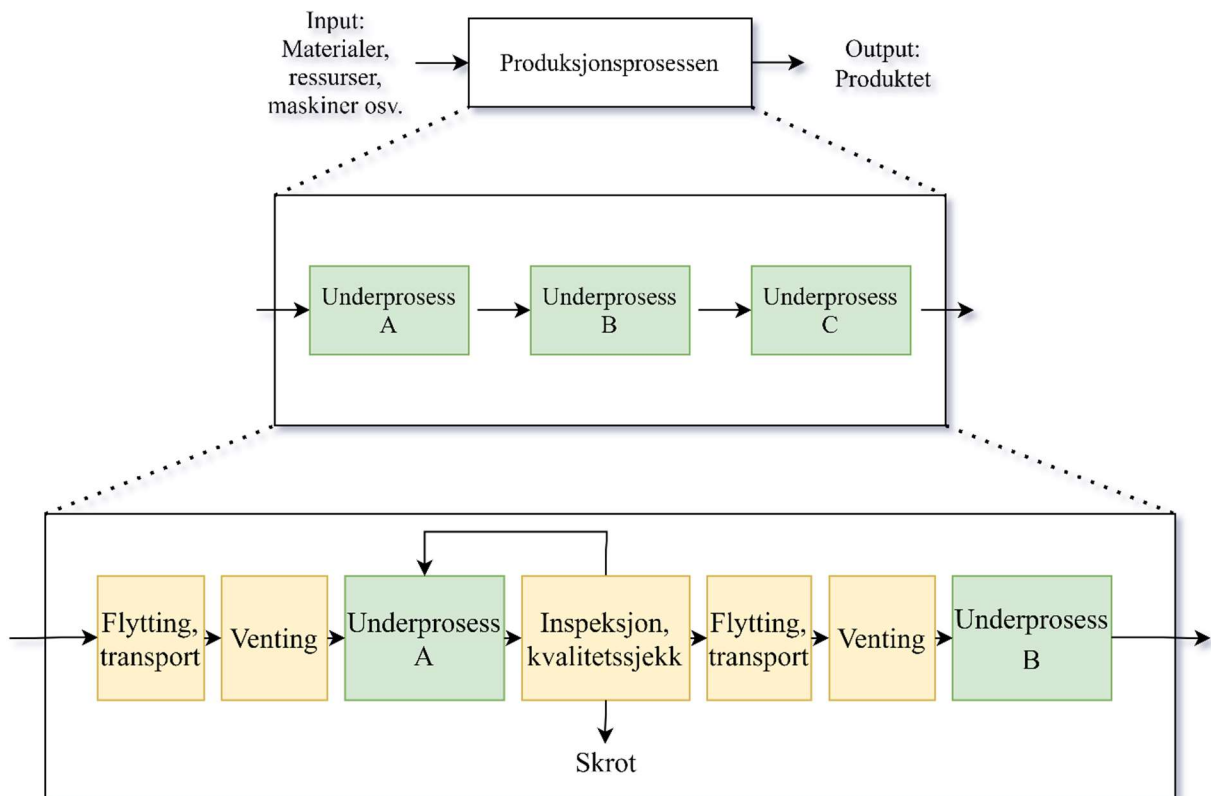 Input:
Materialer,
ressurser,
maskiner osv.
Produksjonsprosessen
Output:
Produktet
Underprosess
A
Underprosess
B
Underprosess
C
Flytting,
transport
Venting
Underprosess
A
Inspeksjon,
kvalitetssjekk
Flytting,
transport
Venting
Underprosess
B
Skrot